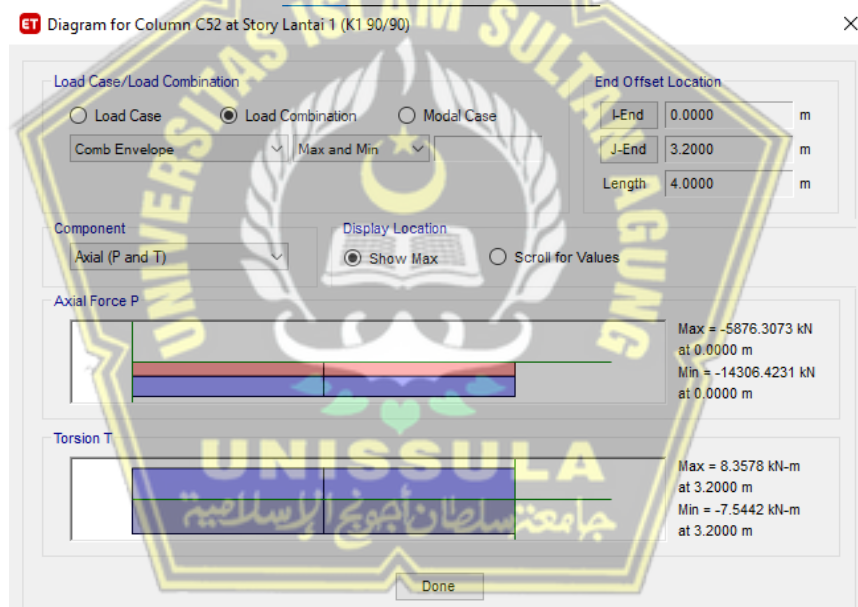 ET Diagram for Column C52 at Story Lantai 1 (K1 90/90)
UNIVERSITAS ISLAM SULTAN AGUNG
Load Case/Load Combination
Load Case
Load Combination
Modal Case
Comb Envelope
Max and Min
End Offset Location
I-End
0.0000
m
J-End
3.2000
m
Length
4.0000
m
Component
Axial (P and T)
Display Location
Show Max
Scroll for Values
Axial Force P
Max = -5876.3073 kN
at 0.0000 m
Min = -14306.4231 kN
at 0.0000 m
Torsion T
Max = 8.3578 kN-m
at 3.2000 m
Min = -7.5442 kN-m
at 3.2000 m
UNISSULA
جامعتنسلطان أجونج الإسلامية
Done